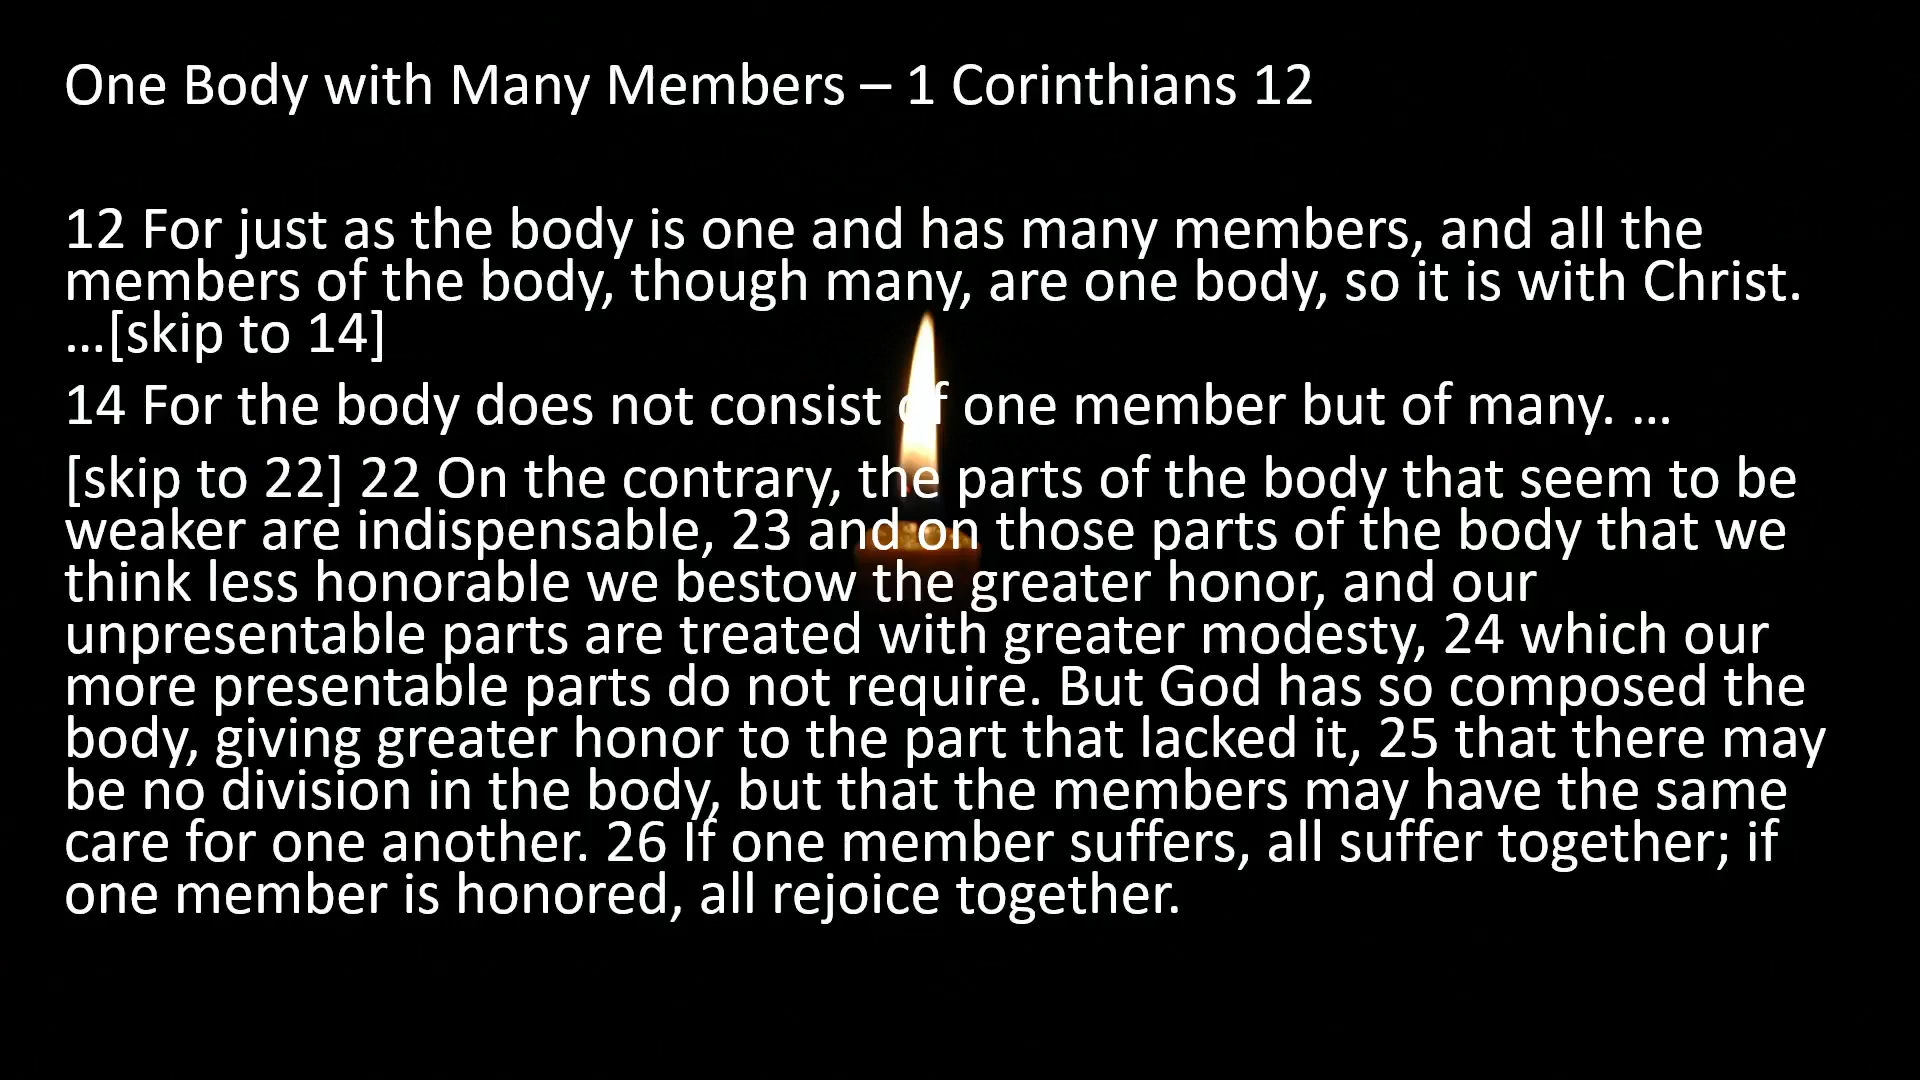 One Body with Many Members – 1 Corinthians 12
12 For just as the body is one and has many members, and all the
members of the body, though many, are one body, so it is with Christ.
…[skip to 14]
14 For the body does not consist of one member but of many. …
[skip to 22] 22 On the contrary, the parts of the body that seem to be
weaker are indispensable, 23 and on those parts of the body that we
think less honorable we bestow the greater honor, and our
unpresentable parts are treated with greater modesty, 24 which our
more presentable parts do not require. But God has so composed the
body, giving greater honor to the part that lacked it, 25 that there may
be no division in the body, but that the members may have the same
care for one another. 26 If one member suffers, all suffer together; if
one member is honored, all rejoice together.